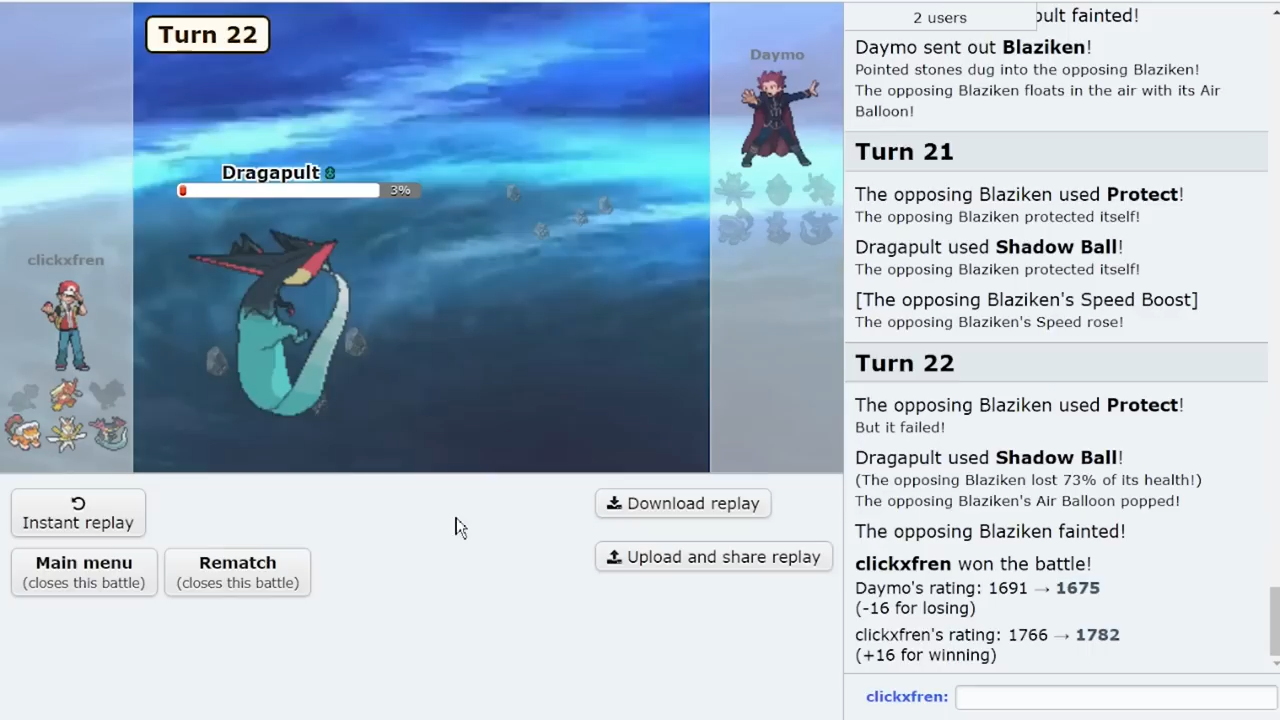 Turn 22
Daymo
Dragapult
3%
clickxfren
Instant replay
Download replay
Main menu
(closes this battle)
Rematch
(closes this battle)
Upload and share replay
2 users
ult fainted!
Daymo sent out Blaziken!
Pointed stones dug into the opposing Blaziken!
The opposing Blaziken floats in the air with its Air
Balloon!
Turn 21
The opposing Blaziken used Protect!
The opposing Blaziken protected itself!
Dragapult used Shadow Ball!
The opposing Blaziken protected itself!
[The opposing Blaziken's Speed Boost]
The opposing Blaziken's Speed rose!
Turn 22
The opposing Blaziken used Protect!
But it failed!
Dragapult used Shadow Ball!
(The opposing Blaziken lost 73% of its health!)
The opposing Blaziken's Air Balloon popped!
The opposing Blaziken fainted!
clickxfren won the battle!
Daymo's rating: 1691 → 1675
(-16 for losing)
clickxfren's rating: 1766 → 1782
(+16 for winning)
clickxfren: